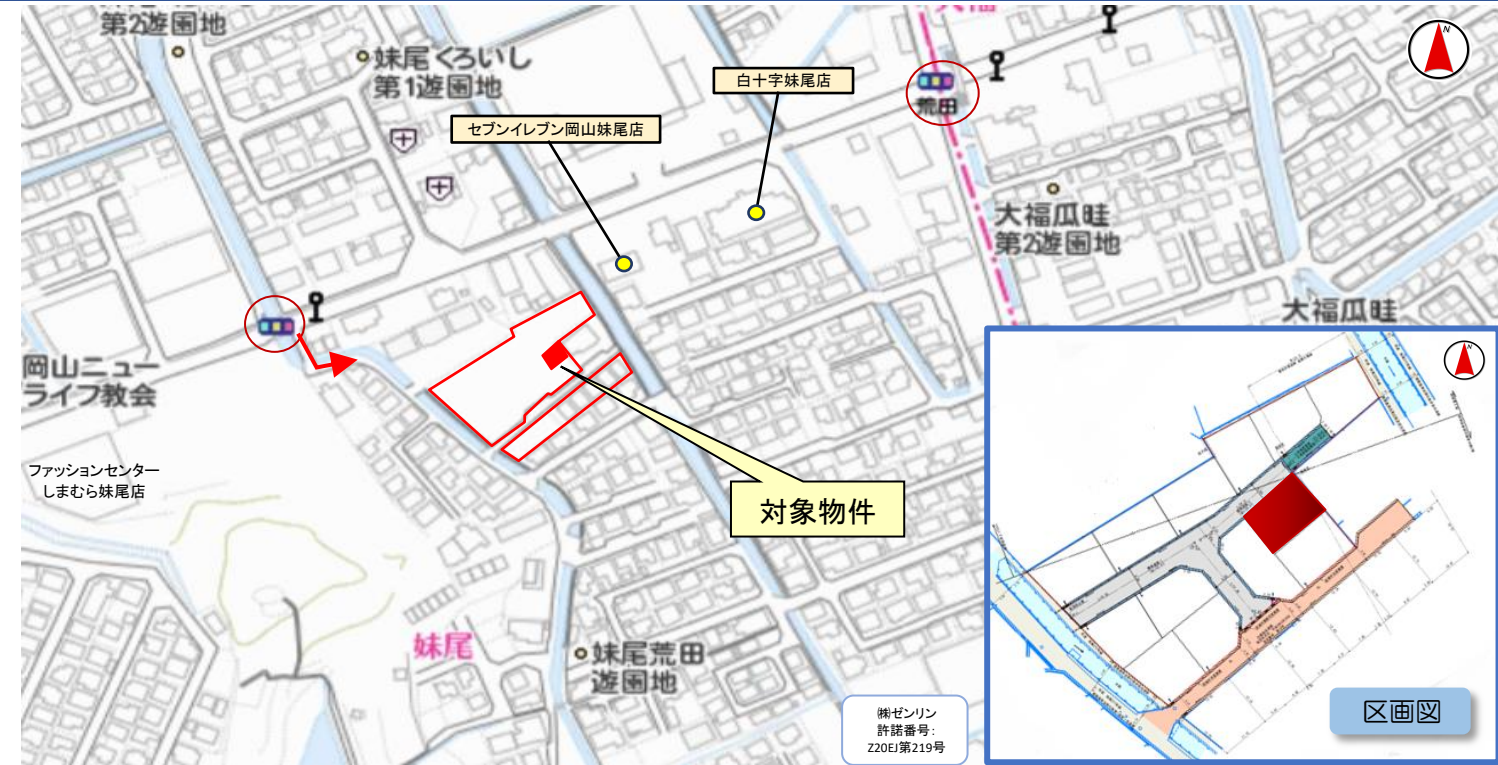 第2遊園地
大福
妹尾くろいし
第1遊園地
白十字妹尾店
荒田
N
セブンイレブン岡山妹尾店
大福瓜畦
第2遊園地
大福瓜畦
岡山ニュー
ライフ教会
ファッションセンター
しまむら妹尾店
対象物件
妹尾
妹尾荒田
遊園地
㈱ゼンリン
許諾番号：
Z20EJ第219号
N
区画図